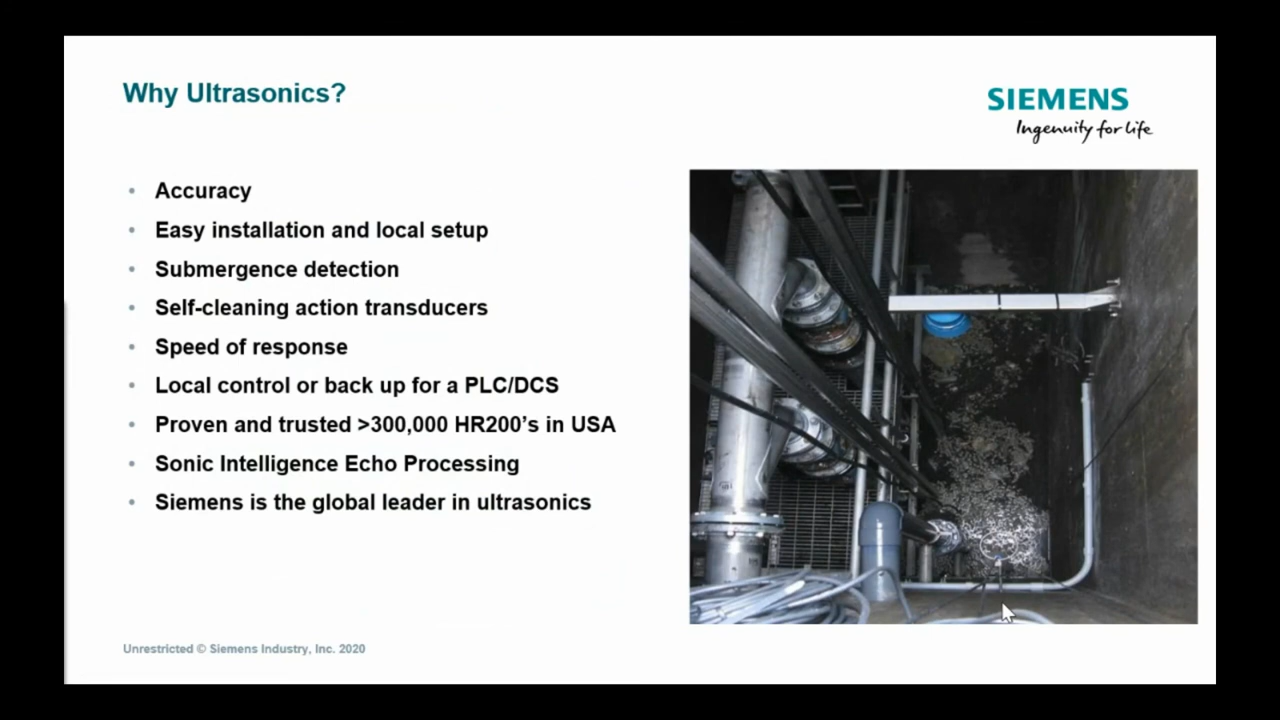 Why Ultrasonics?
SIEMENS
Ingenuity for life
• Accuracy
• Easy installation and local setup
• Submergence detection
• Self-cleaning action transducers
• Speed of response
• Local control or back up for a PLC/DCS
• Proven and trusted >300,000 HR200’s in USA
• Sonic Intelligence Echo Processing
• Siemens is the global leader in ultrasonics
Unrestricted © Siemens Industry, Inc. 2020